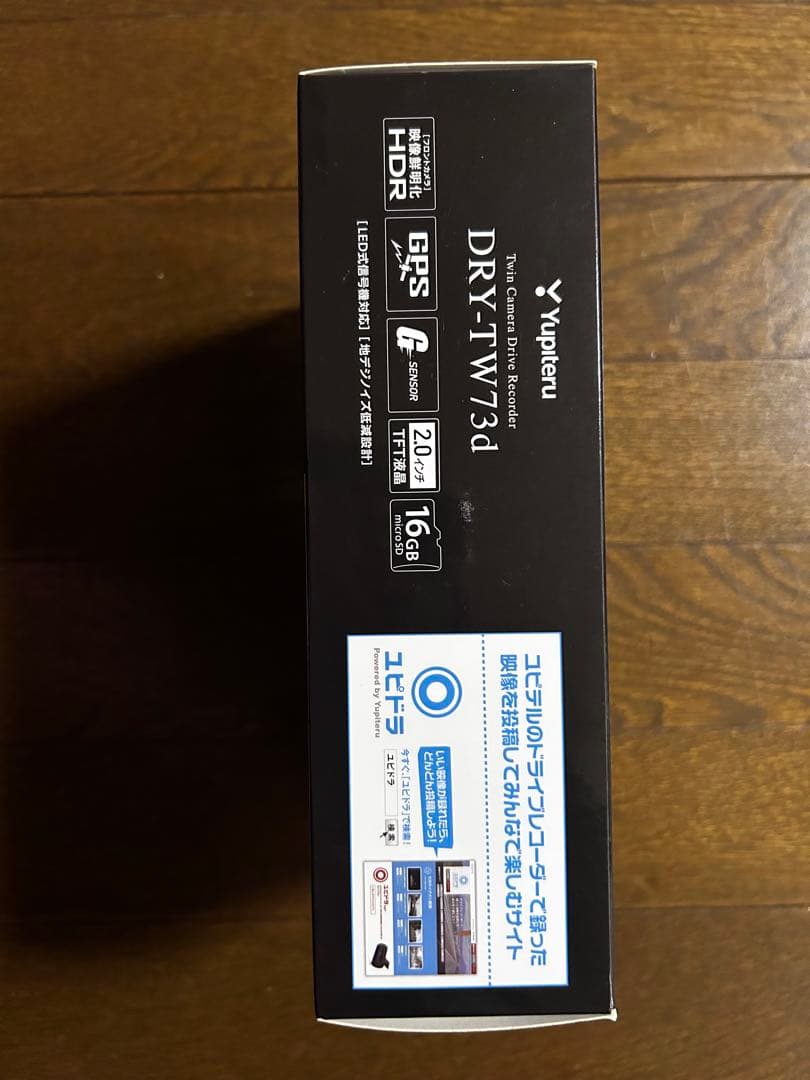 Yupiteru
Twin Camera Drive Recorder
DRY-TW73d
[フロントカメラ]
映像鮮明化
HDR
GPS
G SENSOR
2.0インチ
TFT液晶
16GB
micro SD
[LED式信号機対応] [地デジノイズ低減設計]
ユピテルのドライブレコーダーで録った
映像を投稿してみんなで楽しむサイト
ユピドラ
Powered by Yupiteru
いい映像が録れたら、
どんどん投稿しよう!
今すぐ、「ユピドラ」で検索!
ユピドラ
検索